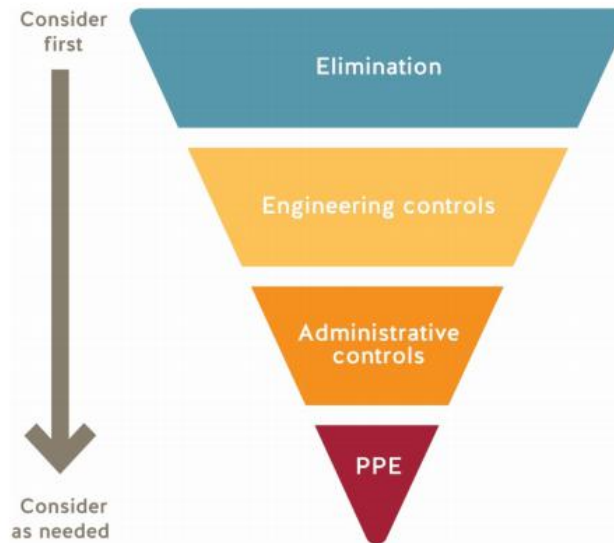 Consider
first
Elimination
Engineering controls
Administrative
controls
PPE
Consider
as needed